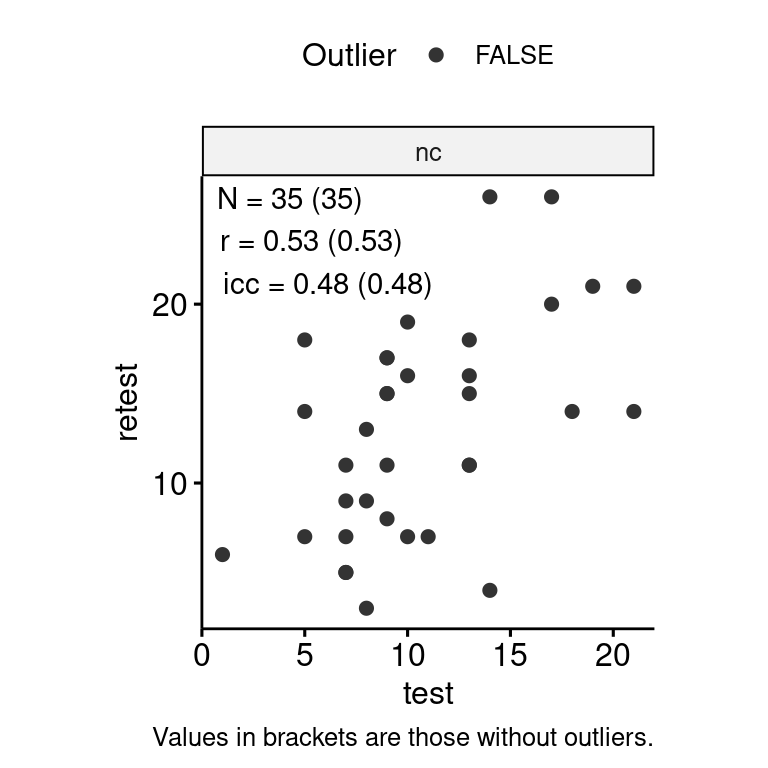 Outlier FALSE
nc
N = 35 (35)
r = 0.53 (0.53)
icc = 0.48 (0.48)
20
10
retest
0 5 10 15 20
test
Values in brackets are those without outliers.